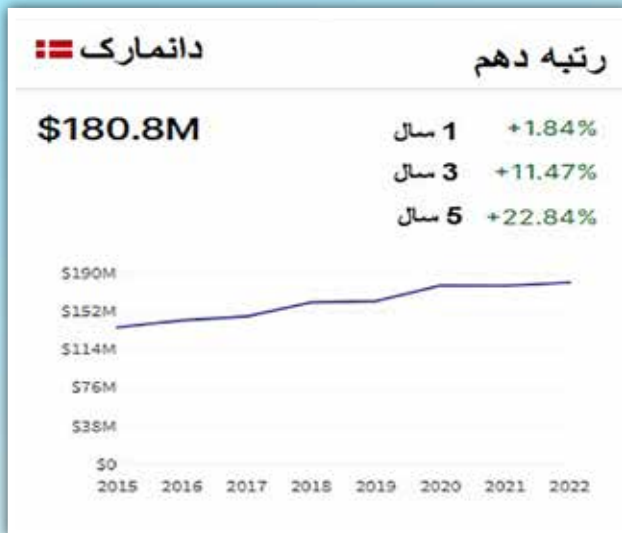 رتبه دهم
دانمارک
$180.8M
1 سال +1.84%
3 سال +11.47%
5 سال +22.84%
$190M
$152M
$114M
$76M
$38M
$0
2015 2016 2017 2018 2019 2020 2021 2022